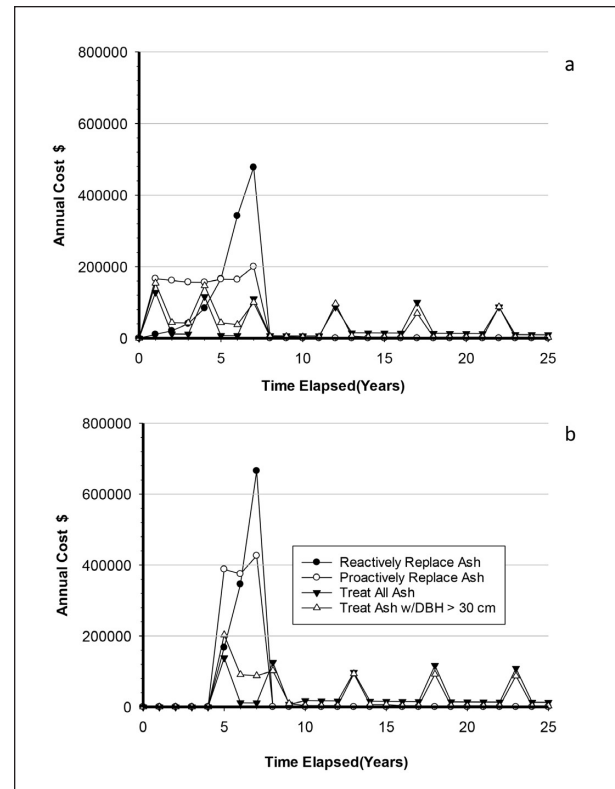 a
800000
600000
400000
200000
0
Annual Cost $
0 5 10 15 20 25
Time Elapsed(Years)
b
800000
600000
400000
200000
0
Annual Cost $
Reactively Replace Ash
Proactively Replace Ash
Treat All Ash
Treat Ash w/DBH > 30 cm
0 5 10 15 20 25
Time Elapsed(Years)